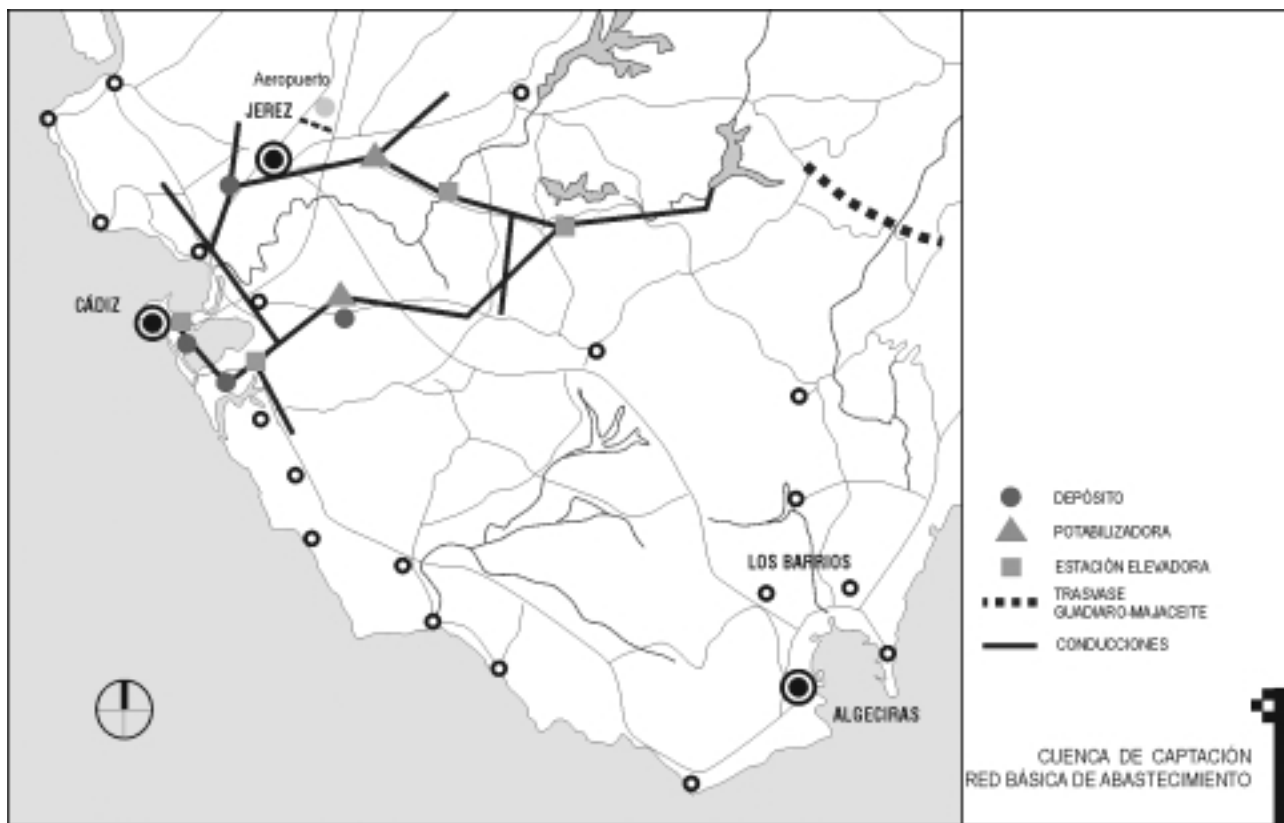 Aeropuerto
JEREZ
CÁDIZ
LOS BARRIOS
ALGECIRAS
DEPÓSITO
POTABILIZADORA
ESTACIÓN ELEVADORA
TRASVASE
GUADIARO-MAJACEITE
CONDUCCIONES
CUENCA DE CAPTACIÓN
RED BÁSICA DE ABASTECIMIENTO